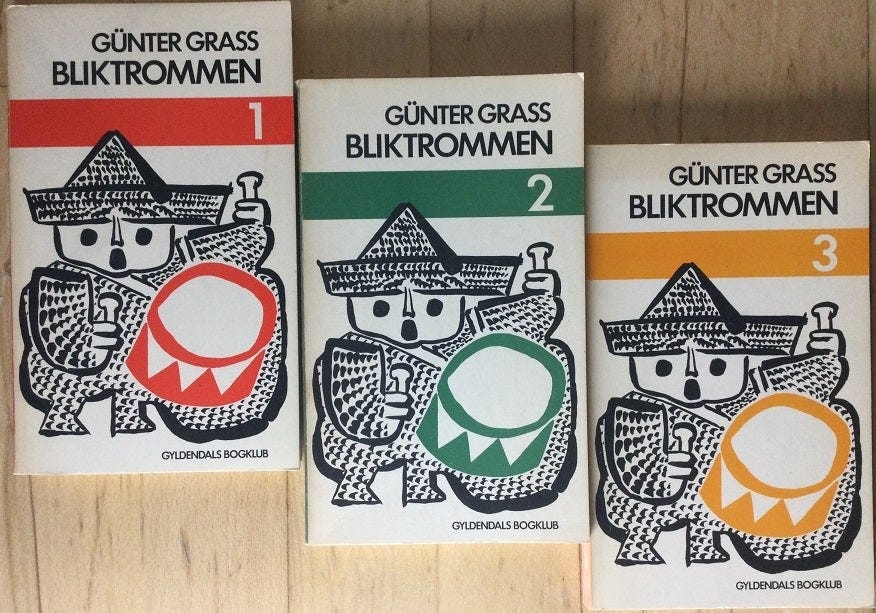 GÜNTER GRASS
BLIKTROMMEN
1
GYLDENDALS BOGKLUB
GÜNTER GRASS
BLIKTROMMEN
2
GYLDENDALS BOGKLUB
GÜNTER GRASS
BLIKTROMMEN
3
GYLDENDALS BOGKLUB